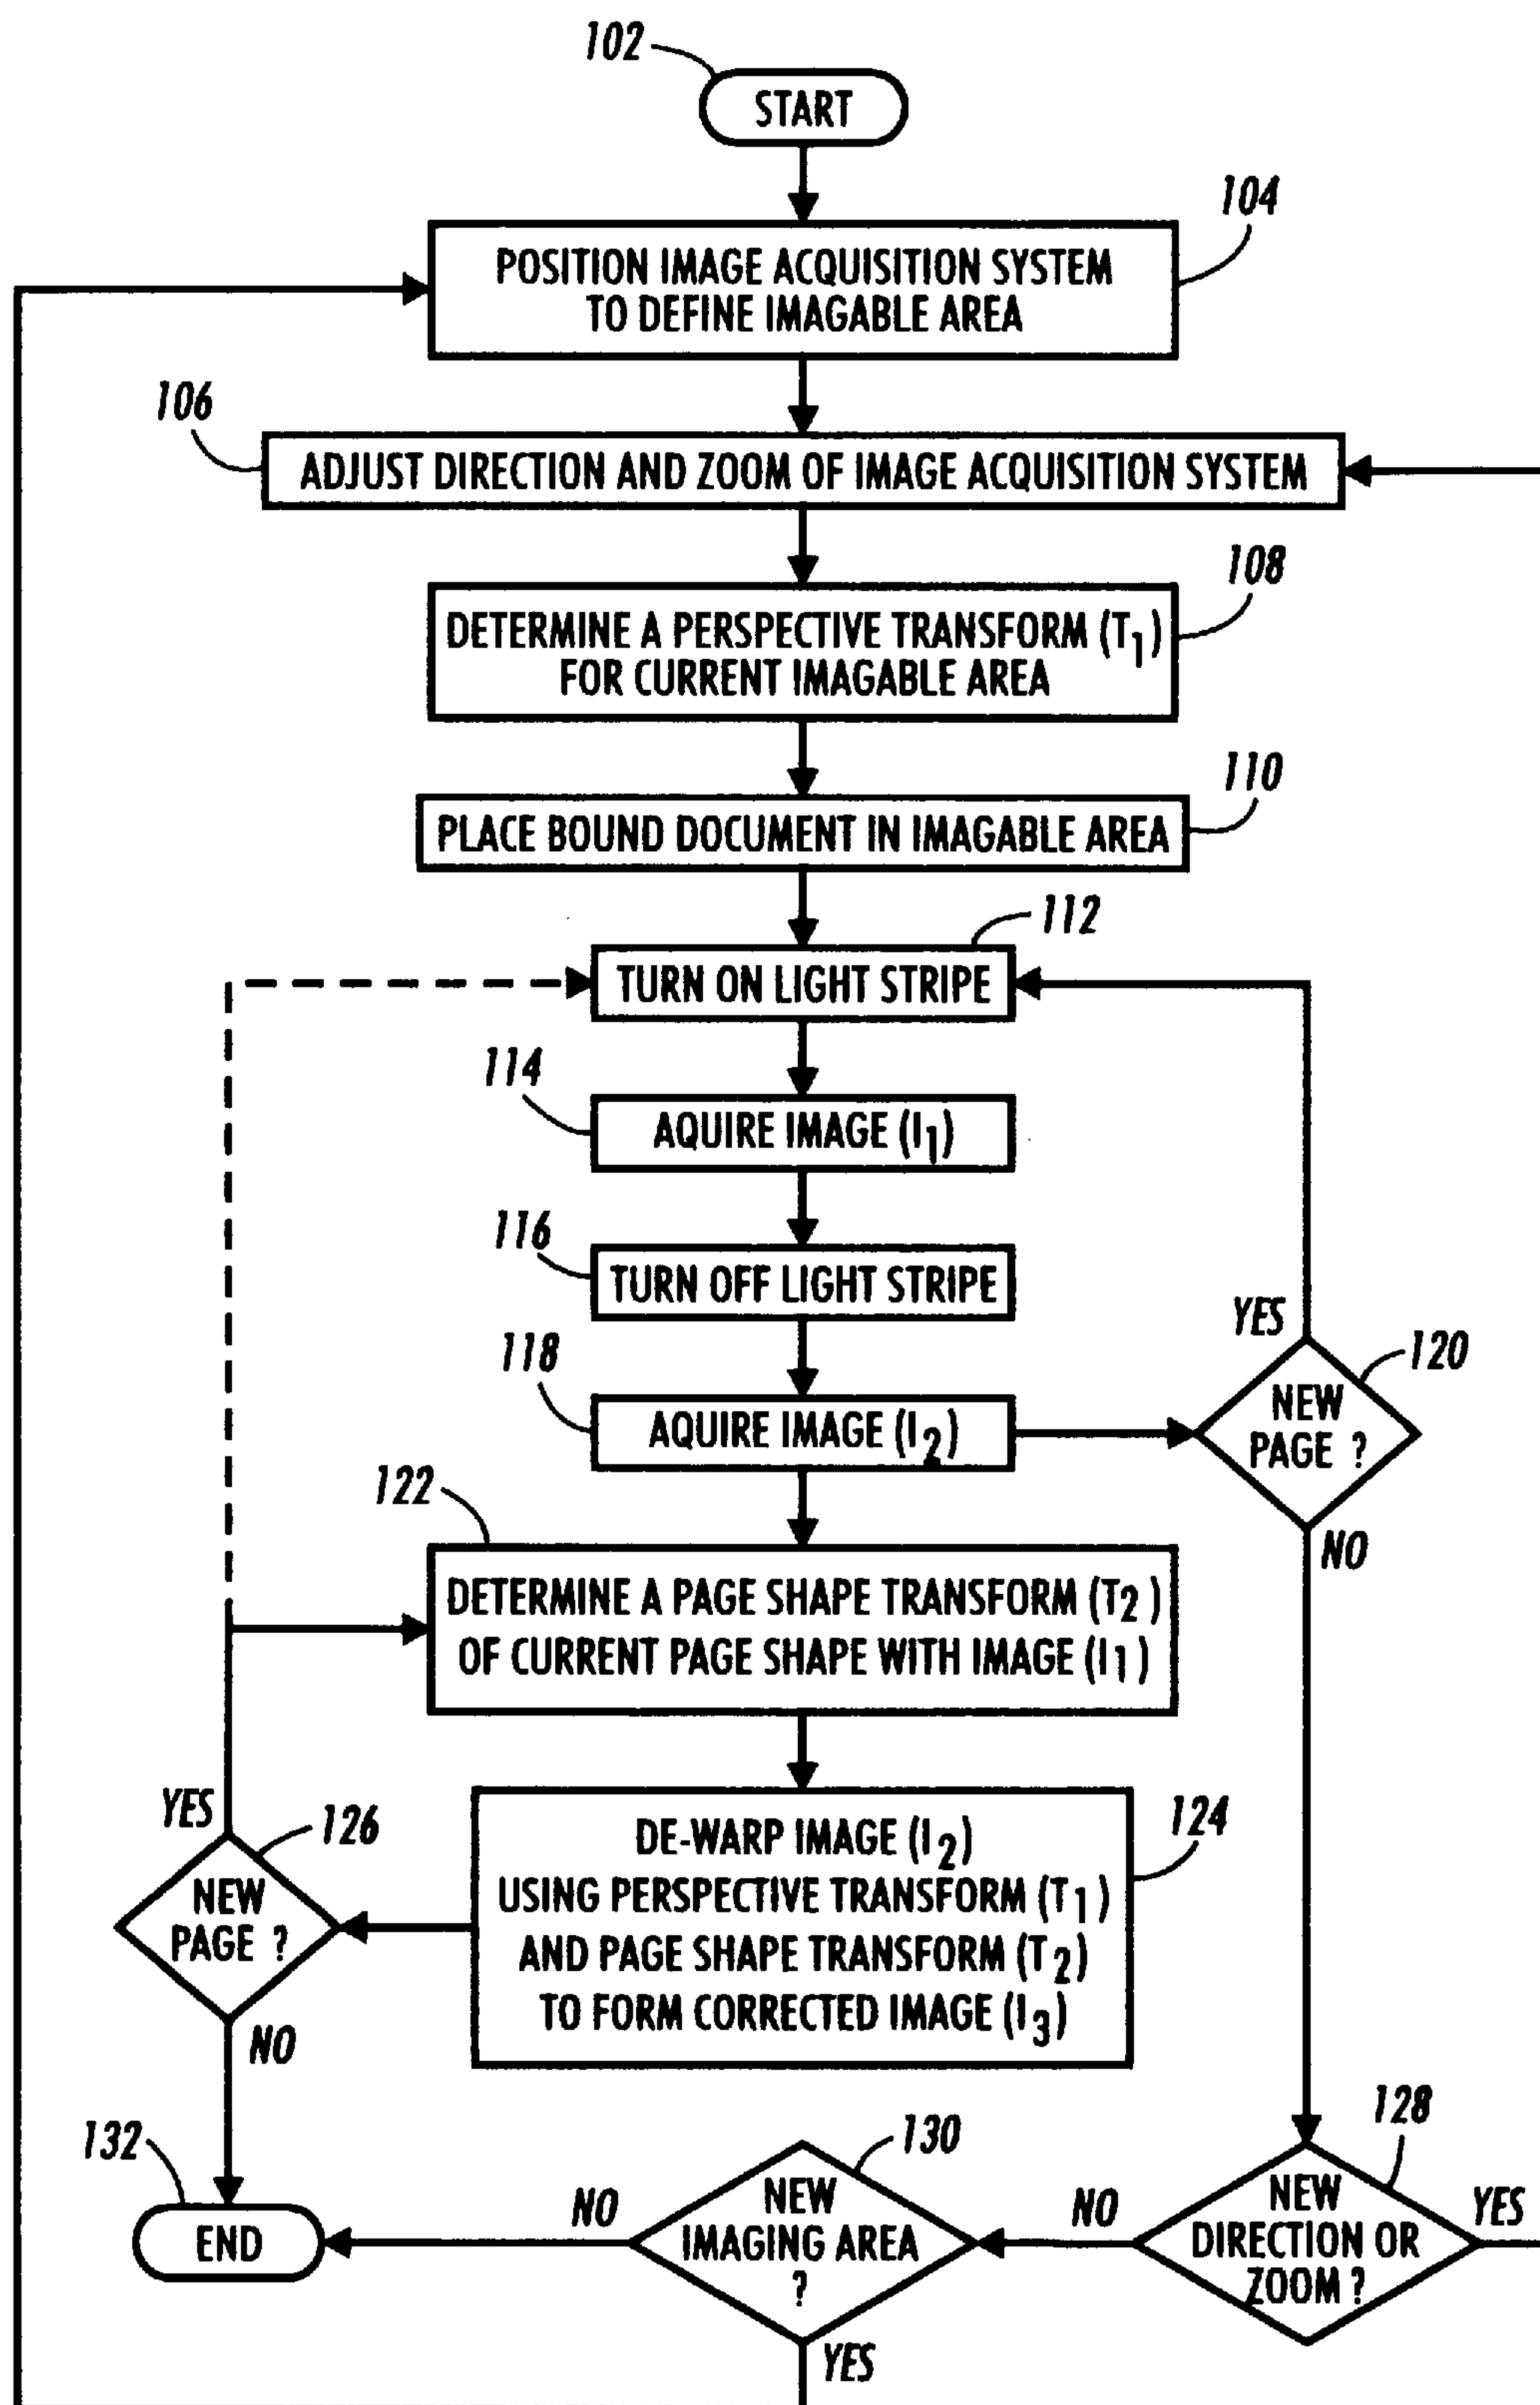 102
START
104
POSITION IMAGE ACQUISITION SYSTEM
TO DEFINE IMAGABLE AREA
106
ADJUST DIRECTION AND ZOOM OF IMAGE ACQUISITION SYSTEM
108
DETERMINE A PERSPECTIVE TRANSFORM (T1)
FOR CURRENT IMAGABLE AREA
110
PLACE BOUND DOCUMENT IN IMAGABLE AREA
112
TURN ON LIGHT STRIPE
114
AQUIRE IMAGE (I1)
116
TURN OFF LIGHT STRIPE
118
AQUIRE IMAGE (I2)
YES
120
NEW
PAGE ?
NO
122
DETERMINE A PAGE SHAPE TRANSFORM (T2)
OF CURRENT PAGE SHAPE WITH IMAGE (I1)
124
DE-WARP IMAGE (I2)
USING PERSPECTIVE TRANSFORM (T1)
AND PAGE SHAPE TRANSFORM (T2)
TO FORM CORRECTED IMAGE (I3)
YES
126
NEW
PAGE ?
NO
128
NEW
DIRECTION OR
ZOOM ?
YES
NO
130
NEW
IMAGING AREA
?
NO
YES
132
END